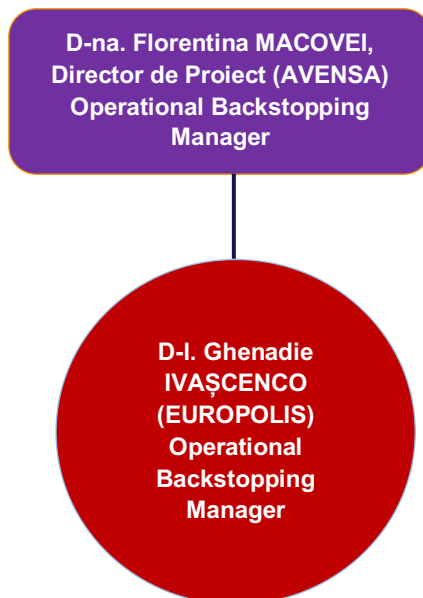 D-na. Florentina MACOVEI,
Director de Proiect (AVENSA)
Operational Backstopping
Manager
D-l. Ghenadie
IVAȘCENCO
(EUROPOLIS)
Operational
Backstopping
Manager